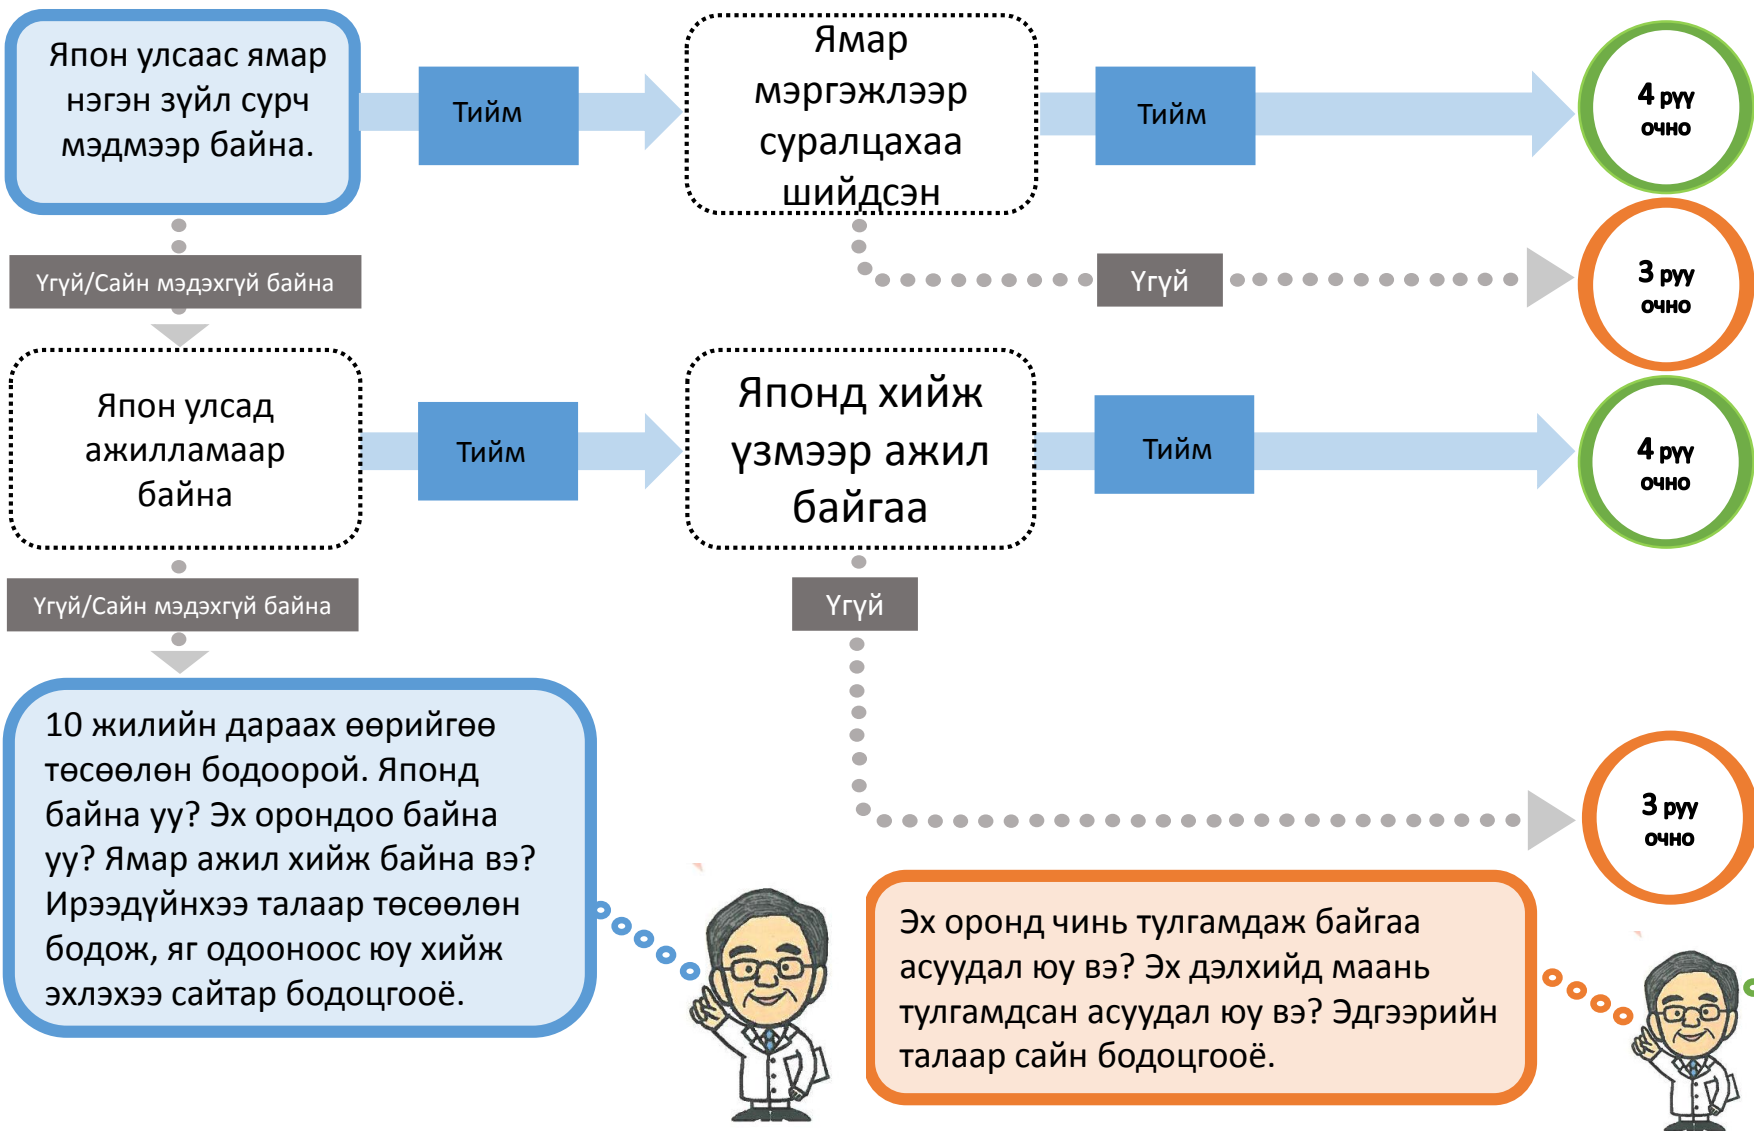 Япон улсаас ямар
нэгэн зүйл сурч
мэдмээр байна.
Тийм
Ямар
мэргэжлээр
суралцахаа
шийдсэн
Тийм
4 рүү
очно
Үгүй/Сайн мэдэхгүй байна
Үгүй
3 руу
очно
Япон улсад
ажилламаар
байна
Тийм
Японд хийж
үзмээр ажил
байгаа
Тийм
4 рүү
очно
Үгүй/Сайн мэдэхгүй байна
Үгүй
10 жилийн дараах өөрийгөө
төсөөлөн бодоорой. Японд
байна уу? Эх орондоо байна
уу? Ямар ажил хийж байна вэ?
Ирээдүйнхээ талаар төсөөлөн
бодож, яг одооноос юу хийж
эхлэхээ сайтар бодоцгооё.
3 руу
очно
Эх оронд чинь тулгамдаж байгаа
асуудал юу вэ? Эх дэлхийд маань
тулгамдсан асуудал юу вэ? Эдгээрийн
талаар сайн бодоцгооё.